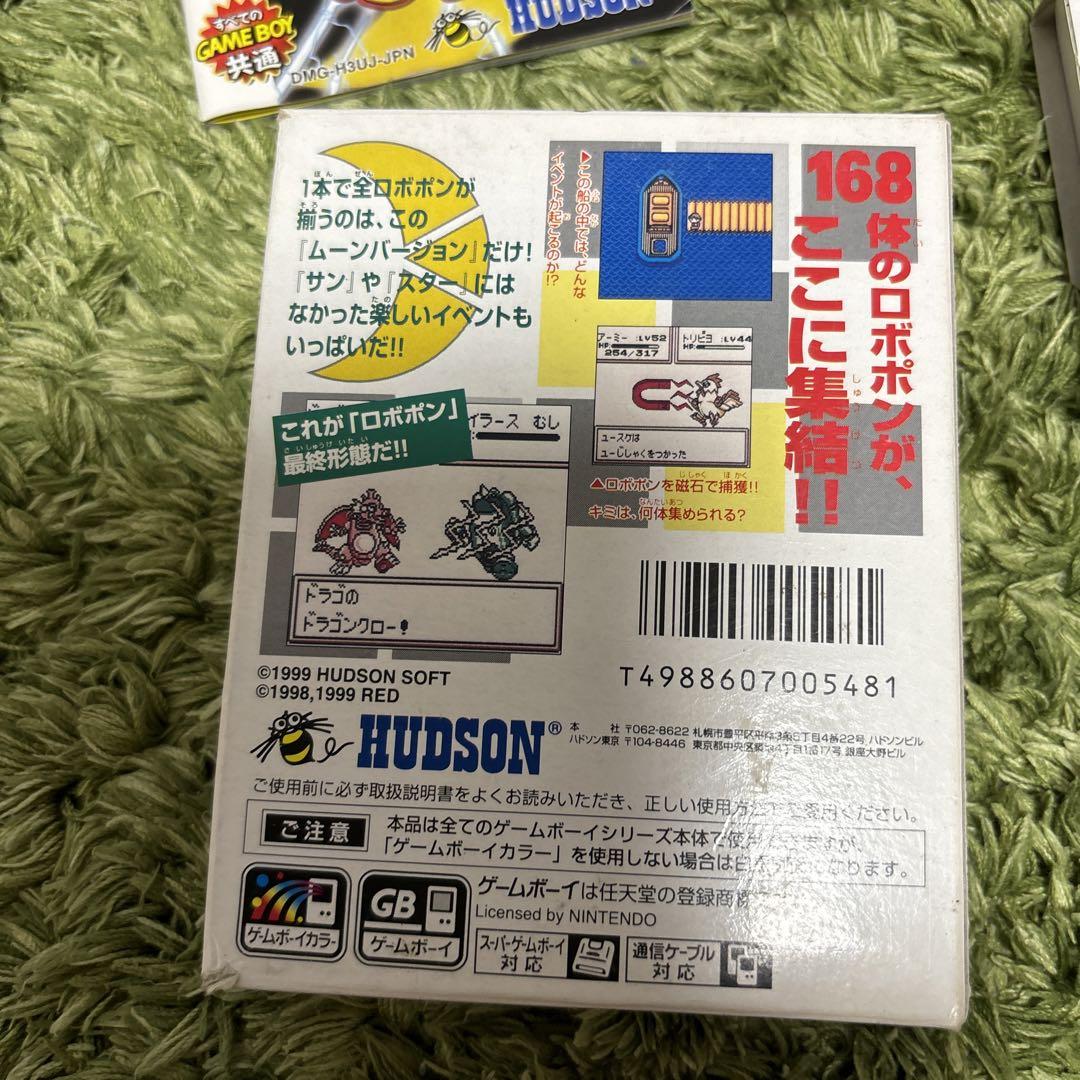 すべての
GAME BOY
共通
DMG-H3UJ-JPN
HUDSON
1本で全ロボポンが
揃うのは、この
『ムーンバージョン』だけ!
『サン』や『スター』には
なかった楽しいイベントも
いっぱいだ!!
▶この船の中では、どんな
イベントが起こるのか!?
168体のロボポンが、
ここに集結!!
アーミー :LV52
HP:
254/317
トリピヨ :LV44
HP:
ユースケは
ユーじしゃくをつかった
▲ロボポンを磁石で捕獲!!
キミは、何体集められる?
これが「ロボポン」
最終形態だ!!
イラース むし
ドラゴの
ドラゴンクロー!
©1999 HUDSON SOFT
©1998,1999 RED
T4988607005481
HUDSON®
本 社 〒062-8622 札幌市豊平区平岸3条5丁目4番22号 ハドソンビル
ハドソン東京 〒104-8446 東京都中央区銀 丁目 号 銀座大野ビル
ご使用前に必ず取扱説明書をよくお読みいただき、正しい使用方 ご愛用ください。
ご注意
本品は全てのゲームボーイシリーズ本体で使用 ますが、
「ゲームボーイカラー」を使用しない場合は白 なります。
ゲームボーイカラー
GB
ゲームボーイ
ゲームボーイは任天堂の登録商標
Licensed by NINTENDO
スーパーゲームボーイ
対応
通信ケーブル
対応